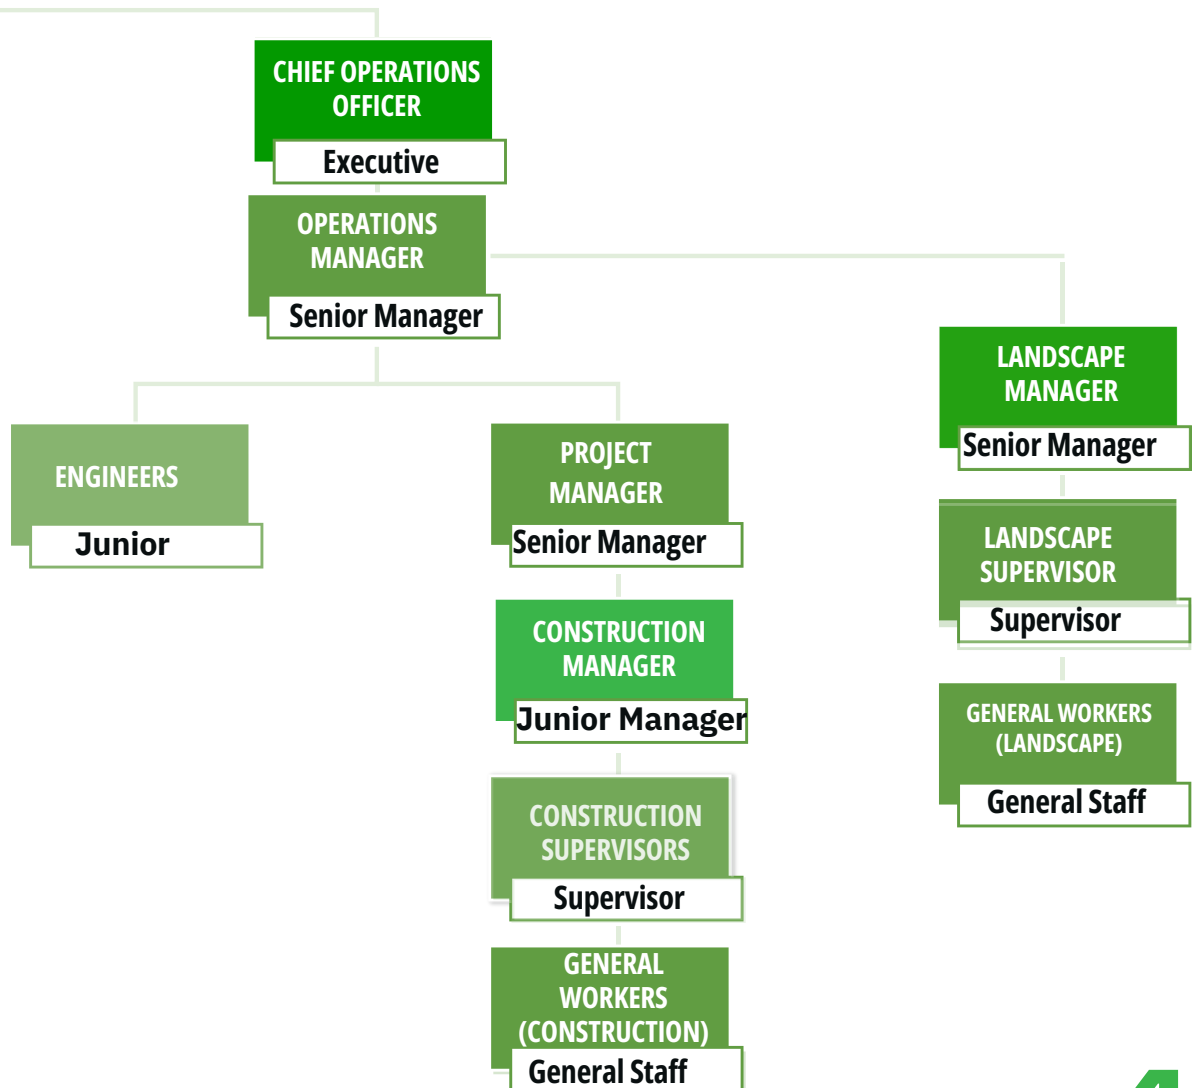 CHIEF OPERATIONS
OFFICER
Executive
OPERATIONS
MANAGER
Senior Manager
LANDSCAPE
MANAGER
Senior Manager
ENGINEERS
Junior
PROJECT
MANAGER
Senior Manager
LANDSCAPE
SUPERVISOR
Supervisor
CONSTRUCTION
MANAGER
Junior Manager
GENERAL WORKERS
(LANDSCAPE)
General Staff
CONSTRUCTION
SUPERVISORS
Supervisor
GENERAL
WORKERS
(CONSTRUCTION)
General Staff